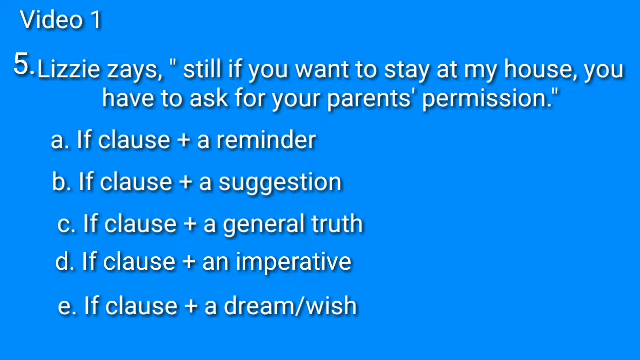 Video 1
5. Lizzie zays, " still if you want to stay at my house, you
have to ask for your parents' permission."
a. If clause + a reminder
b. If clause + a suggestion
c. If clause + a general truth
d. If clause + an imperative
e. If clause + a dream/wish